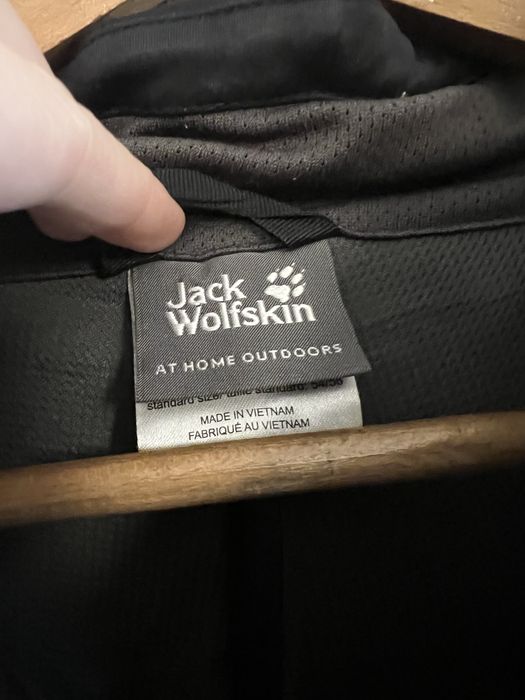 Jack
Wolfskin
AT HOME OUTDOORS
standard size/ taille standard: 54/56
MADE IN VIETNAM
FABRIQUÉ AU VIETNAM